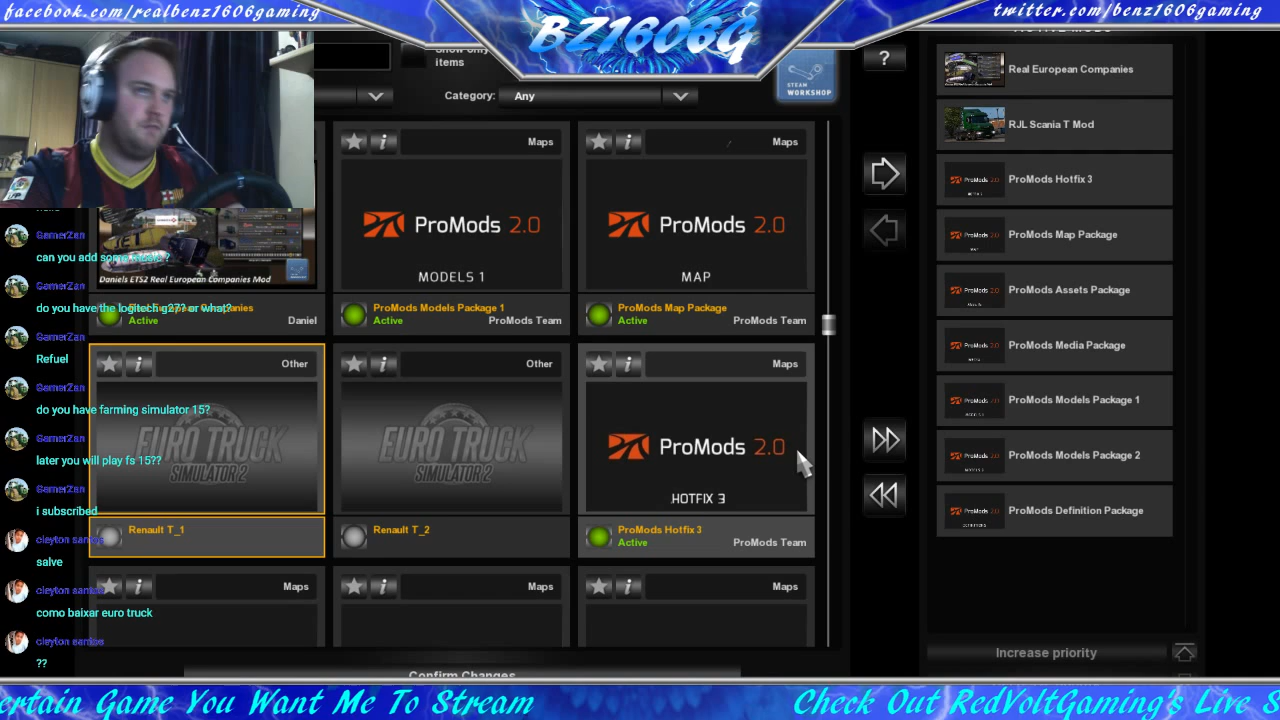 facebook.com/realbenz1606gaming
BZ1606G
twitter.com/benz1606gaming
items
STEAM
WORKSHOP
?
Category:
Any
ACTIVE MODS
Real European Companies
RJL Scania T Mod
ProMods Hotfix 3
ProMods Map Package
ProMods Assets Package
ProMods Media Package
ProMods Models Package 1
ProMods Models Package 2
ProMods Definition Package
Increase priority
Maps
ProMods 2.0
MODELS 1
ProMods Models Package 1
Active
ProMods Team
Maps
ProMods 2.0
MAP
ProMods Map Package
Active
ProMods Team
Daniels ETS2 Real European Companies Mod
Active
Daniel
Other
EURO TRUCK
SIMULATOR 2
Renault T_1
Other
EURO TRUCK
SIMULATOR 2
Renault T_2
Maps
ProMods 2.0
HOTFIX 3
ProMods Hotfix 3
Active
ProMods Team
Maps
Maps
Maps
Confirm Changes
GamerZan
can you add some
GamerZan
do you have the logitech g27? or what?
GamerZan
Refuel
GamerZan
do you have farming simulator 15?
GamerZan
later you will play fs 15??
GamerZan
i subscribed
cleyton santos
salve
cleyton santos
como baixar euro truck
cleyton santos
??
ertain Game You Want Me To Stream
Check Out RedVoltGaming's Live S